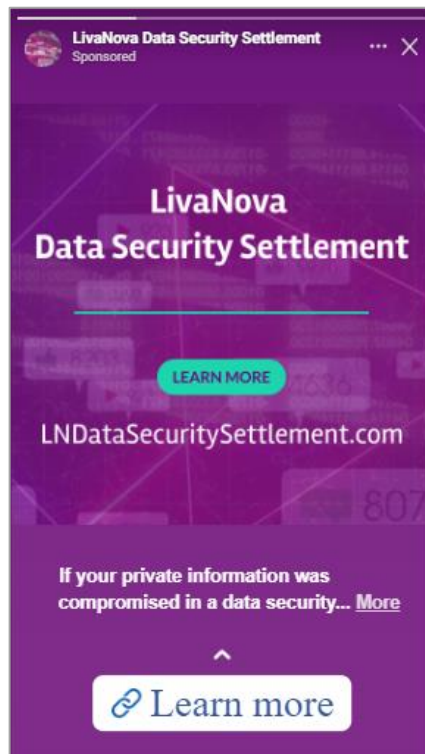 LivaNova Data Security Settlement
Sponsored
LivaNova
Data Security Settlement
LEARN MORE
LNDataSecuritySettlement.com
807
If your private information was
compromised in a data security... More
Learn more